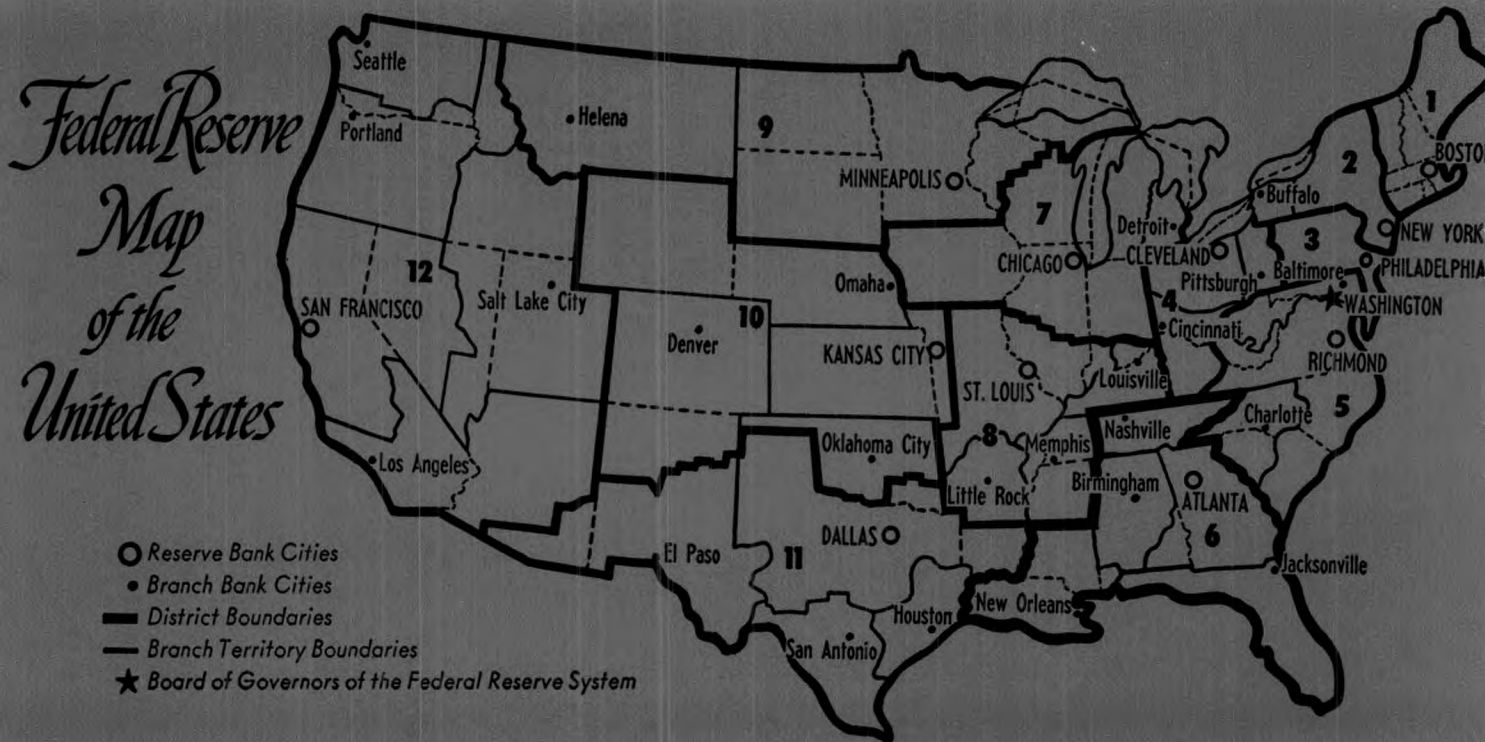 Federal Reserve
Map
of the
United States
Seattle
Portland
Helena
9
MINNEAPOLIS
7
Detroit
CHICAGO
CLEVELAND
Buffalo
2
1
BOSTO
NEW YORK
3
Pittsburgh
Baltimore
PHILADELPHIA
WASHINGTON
4
Cincinnati
RICHMOND
12
SAN FRANCISCO
Salt Lake City
Omaha
10
Denver
KANSAS CITY
ST. LOUIS
Louisville
5
Charlotte
Nashville
8
Memphis
Oklahoma City
Los Angeles
Little Rock
Birmingham
ATLANTA
6
DALLAS
El Paso
11
Jacksonville
New Orleans
Houston
San Antonio
Reserve Bank Cities
Branch Bank Cities
District Boundaries
Branch Territory Boundaries
Board of Governors of the Federal Reserve System